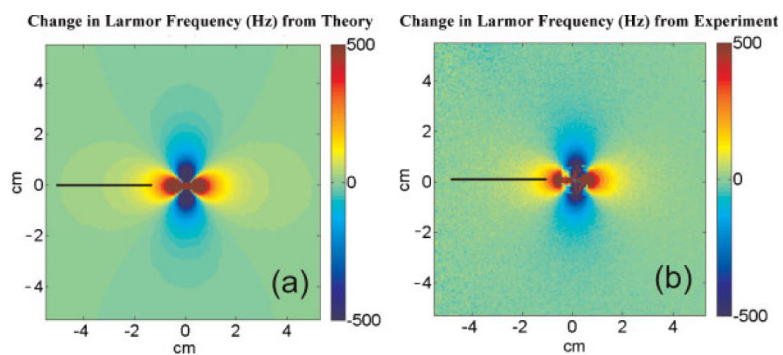 Change in Larmor Frequency (Hz) from Theory
Change in Larmor Frequency (Hz) from Experiment
500
0
-500
4
2
0
-2
-4
cm
-4 -2 0 2 4
cm
(a)
500
0
-500
4
2
0
-2
-4
cm
-4 -2 0 2 4
cm
(b)